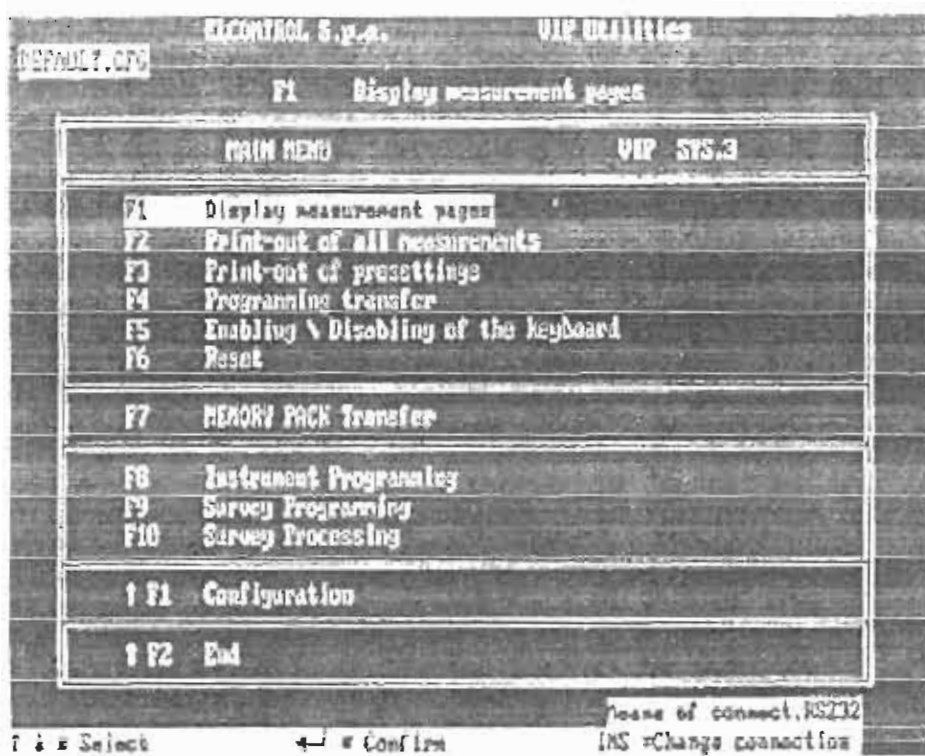 ELCONTROL S.p.a. VIP Utilities
DEFAULT.CFG
F1 Display measurement pages
MAIN MENU VIP SYS.3
F1 Display measurement pages
F2 Print-out of all measurements
F3 Print-out of presettings
F4 Programming transfer
F5 Enabling \ Disabling of the keyboard
F6 Reset
F7 MEMORY PACK Transfer
F8 Instrument Programming
F9 Survey Programming
F10 Survey Processing
↑ F1 Configuration
↑ F2 End
Means of connect.RS232
↑ ↓ = Select ←┘ = Confirm INS =Change connection